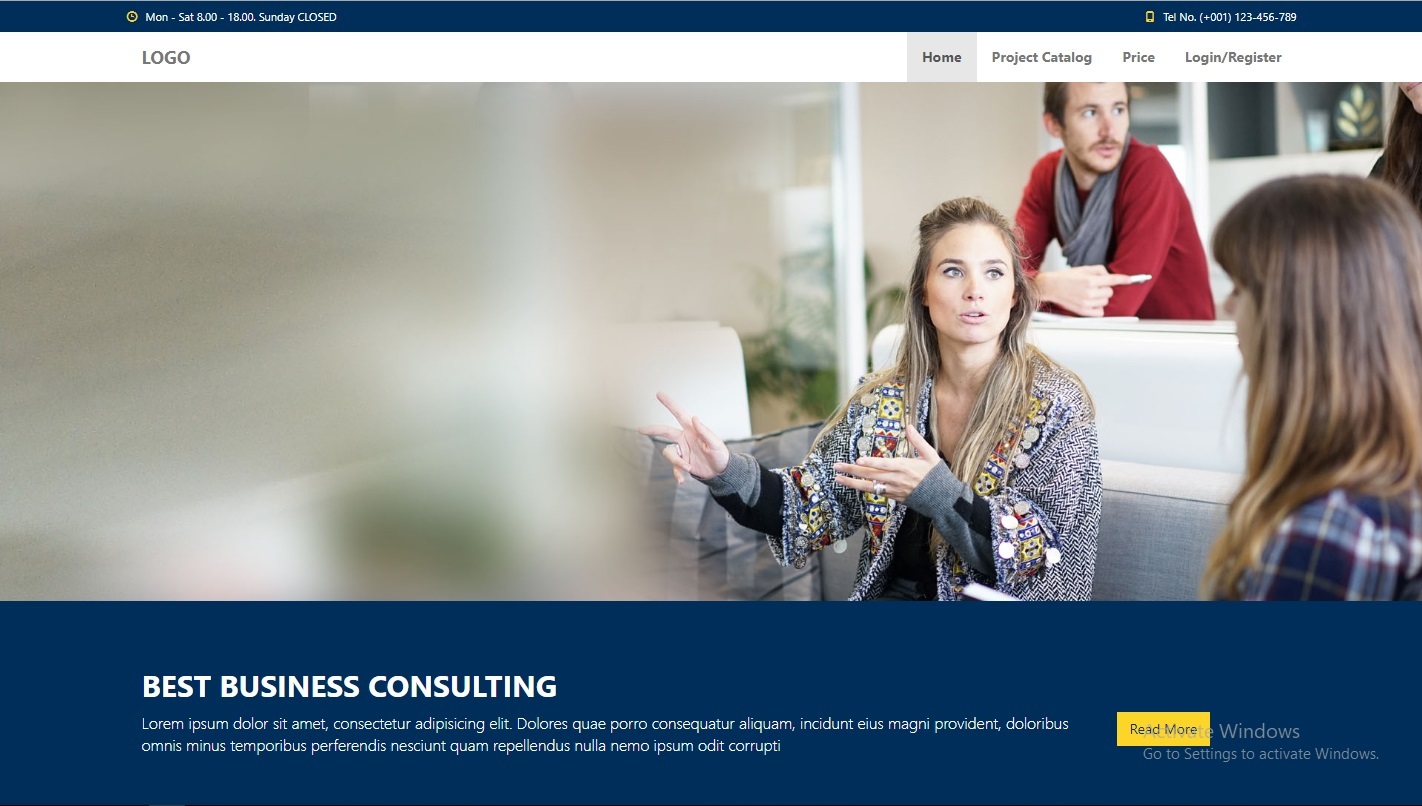 Mon - Sat 8.00 - 18.00. Sunday CLOSED
Tel No. (+001) 123-456-789
LOGO
Home
Project Catalog
Price
Login/Register
BEST BUSINESS CONSULTING
Lorem ipsum dolor sit amet, consectetur adipisicing elit. Dolores quae porro consequatur aliquam, incidunt eius magni provident, doloribus
omnis minus temporibus perferendis nesciunt quam repellendus nulla nemo ipsum odit corrupti
Read More
Activate Windows
Go to Settings to activate Windows.